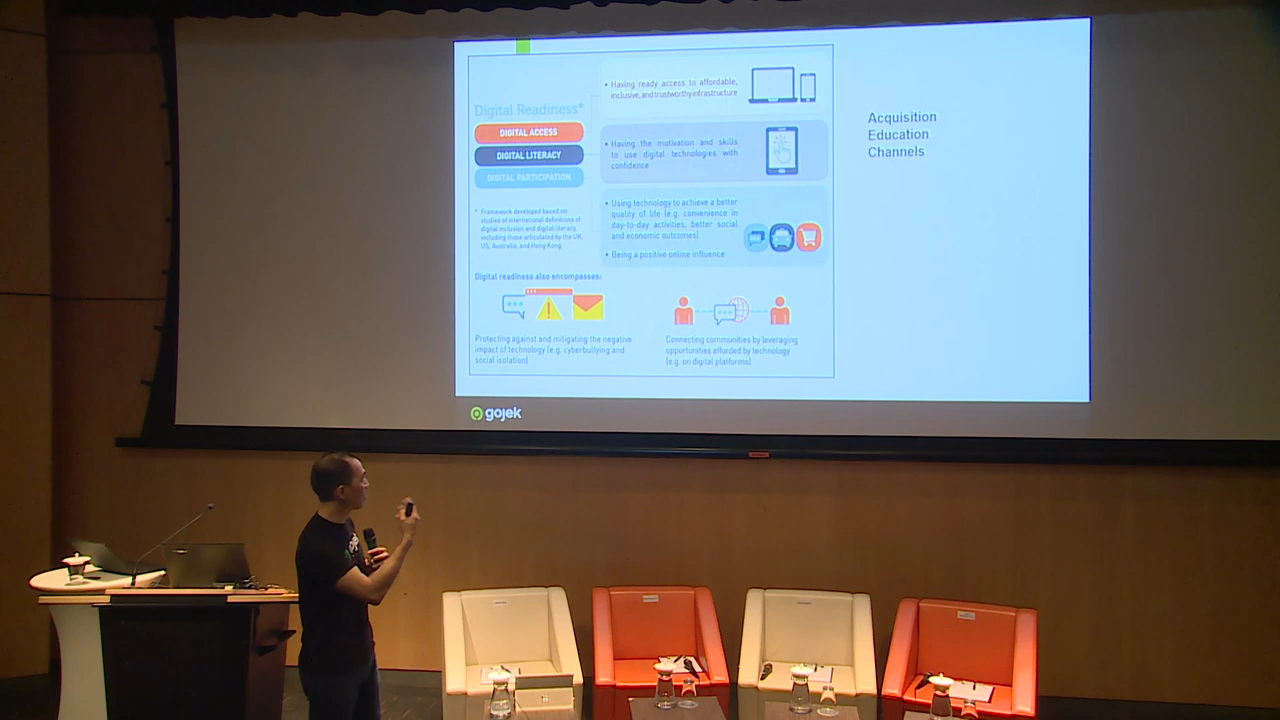 Digital Readiness*
DIGITAL ACCESS
DIGITAL LITERACY
DIGITAL PARTICIPATION
* Framework developed based on
studies of international definitions of
digital inclusion and digital literacy,
including those articulated by the UK,
US, Australia, and Hong Kong
• Having ready access to affordable,
inclusive, and trustworthy infrastructure
• Having the motivation and skills
to use digital technologies with
confidence
• Using technology to achieve a better
quality of life (e.g. convenience in
day-to-day activities, better social
and economic outcomes)
• Being a positive online influence
Digital readiness also encompasses:
Protecting against and mitigating the negative
impact of technology (e.g. cyberbullying and
social isolation)
Connecting communities by leveraging
opportunities afforded by technology
(e.g. on digital platforms)
Acquisition
Education
Channels
gojek